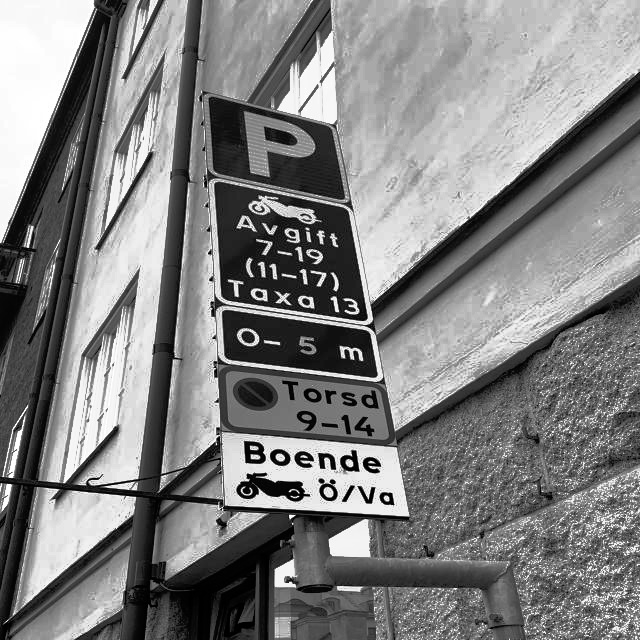 P
Avgift
7-19
(11-17)
Taxa 13
0- 5 m
Torsd
9-14
Boende
Ö/Va